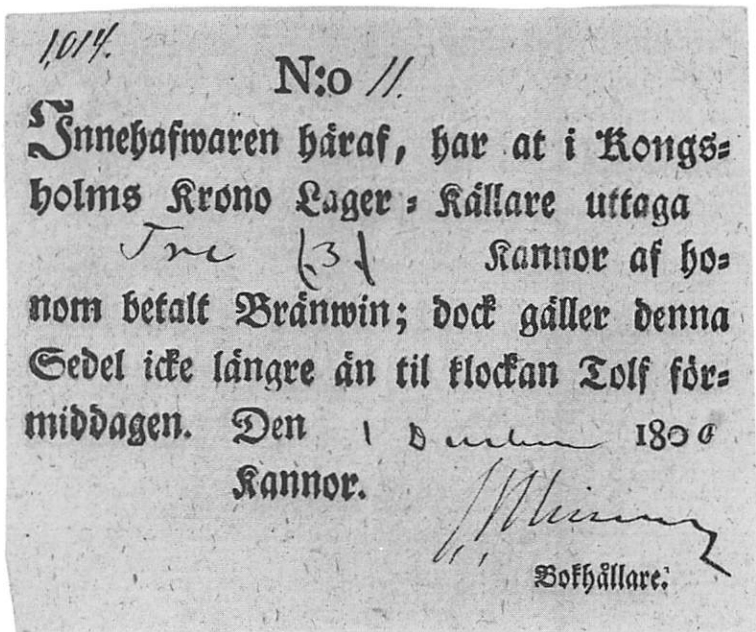 1,014.
N:o 11.
Innehafwaren häraf, har at i Kongs=
holms Krono Lager = Källare uttaga
Tre (3) Kannor af ho=
nom betalt Bränwin; dock gäller denna
Sedel icke längre än til klockan Tolf för=
middagen. Den 1 December 1800
Kannor.
Bokhållare.